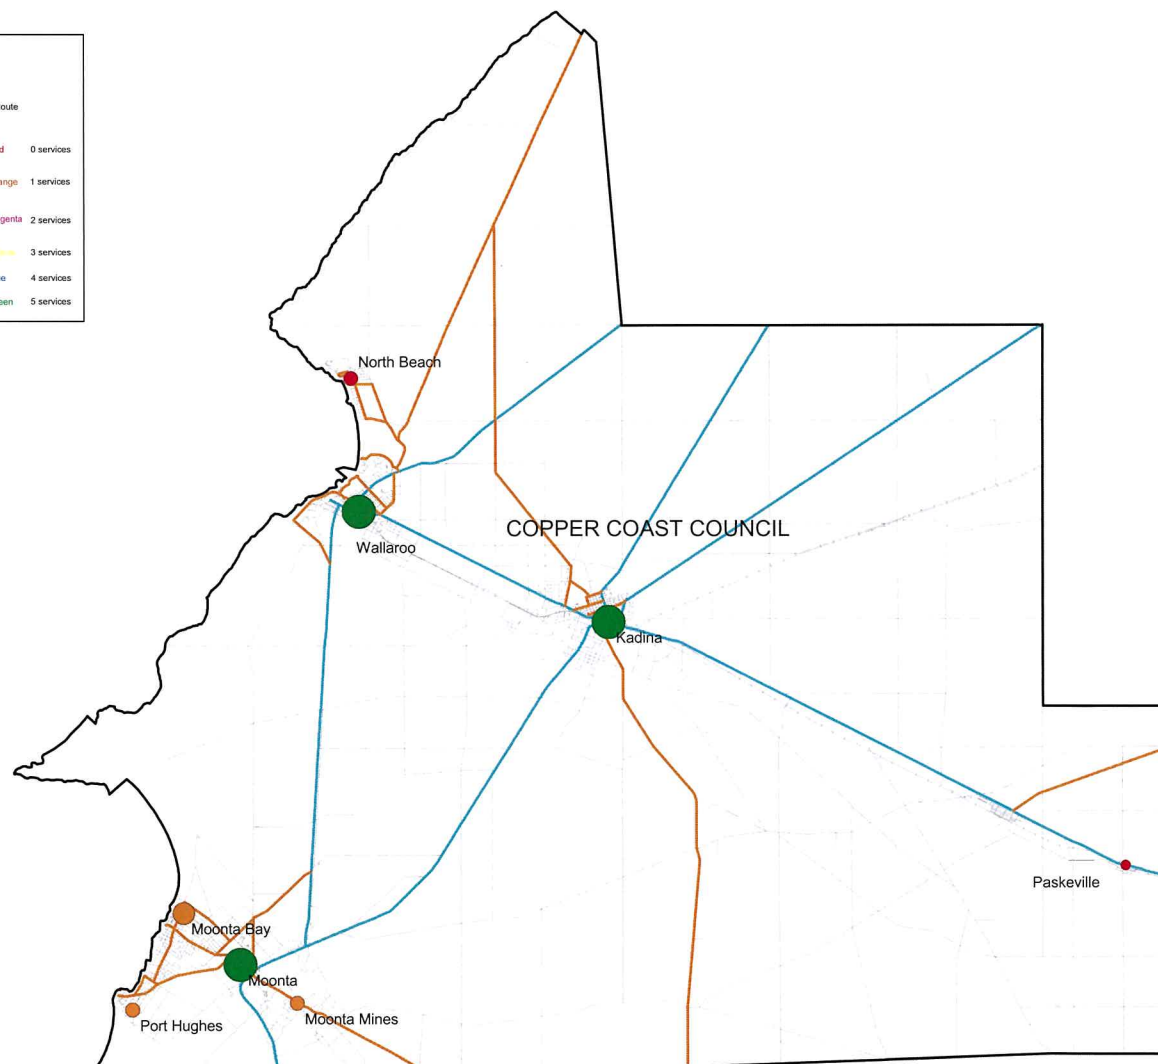 oute
d 0 services
ange 1 services
genta 2 services
3 services
e 4 services
een 5 services
North Beach
COPPER COAST COUNCIL
Wallaroo
Kadina
Paskeville
Moonta Bay
Moonta
Moonta Mines
Port Hughes